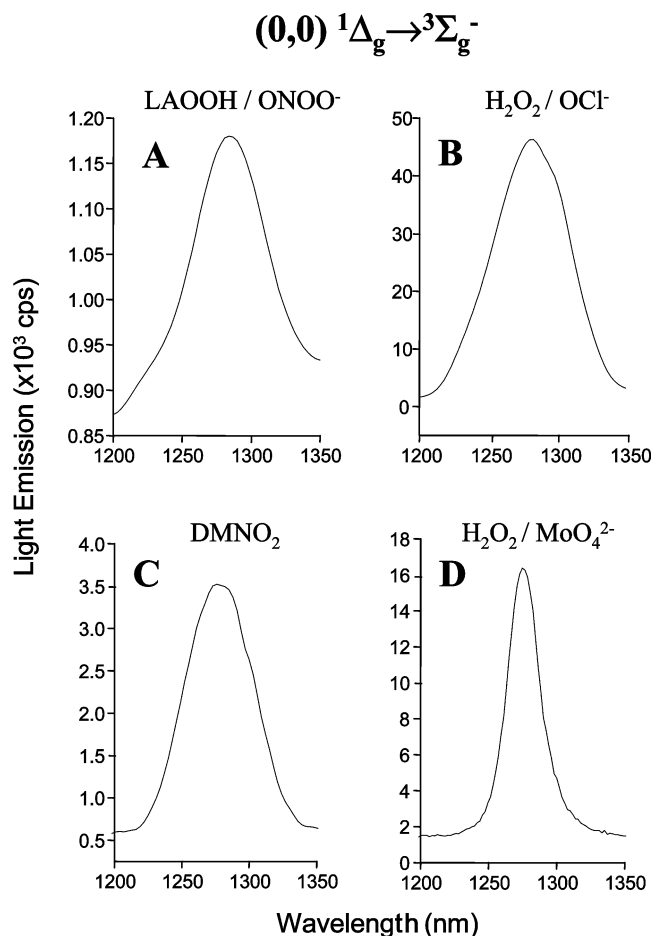 (0,0) ¹Δg→³Σg⁻
LAOOH / ONOO⁻
H₂O₂ / OCl⁻
A
B
1.20
1.15
1.10
1.05
1.00
0.95
0.90
0.85
50
40
30
20
10
0
1200 1250 1300 1350
1200 1250 1300 1350
Light Emission (x10³ cps)
DMNO₂
H₂O₂ / MoO₄²⁻
C
D
4.0
3.5
3.0
2.5
2.0
1.5
1.0
0.5
18
16
14
12
10
8
6
4
2
0
1200 1250 1300 1350
1200 1250 1300 1350
Wavelength (nm)